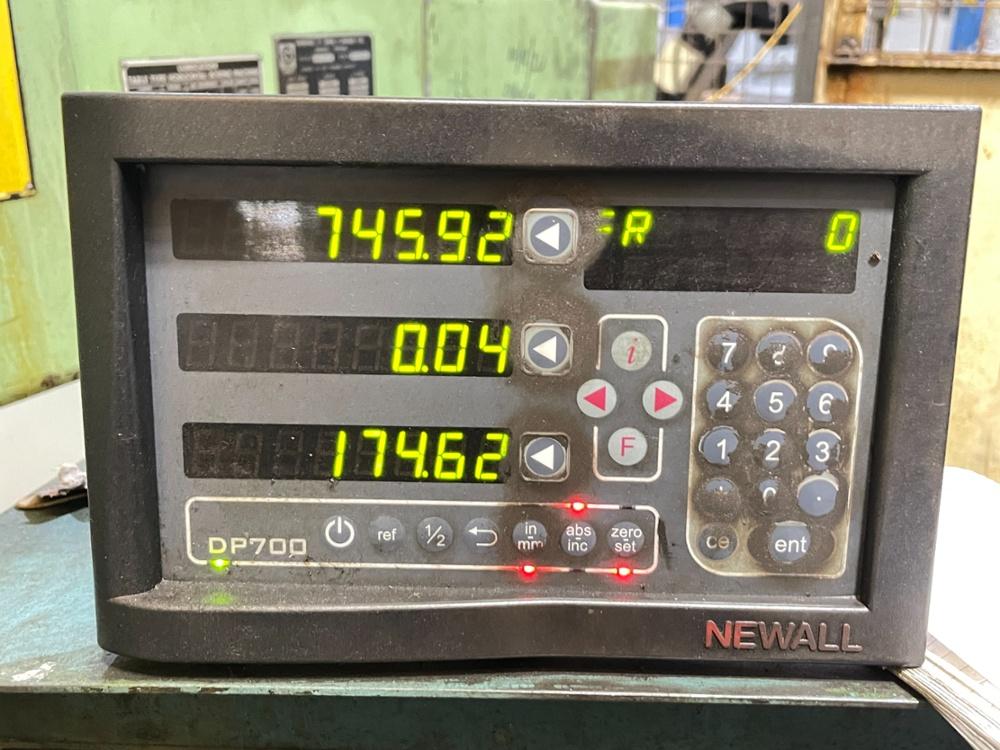 745.92
R 0
0.04
174.62
i
F
7
4 5 6
1 2 3
ce ent
DP700
ref 1/2 in mm abs inc zero set
NEWALL